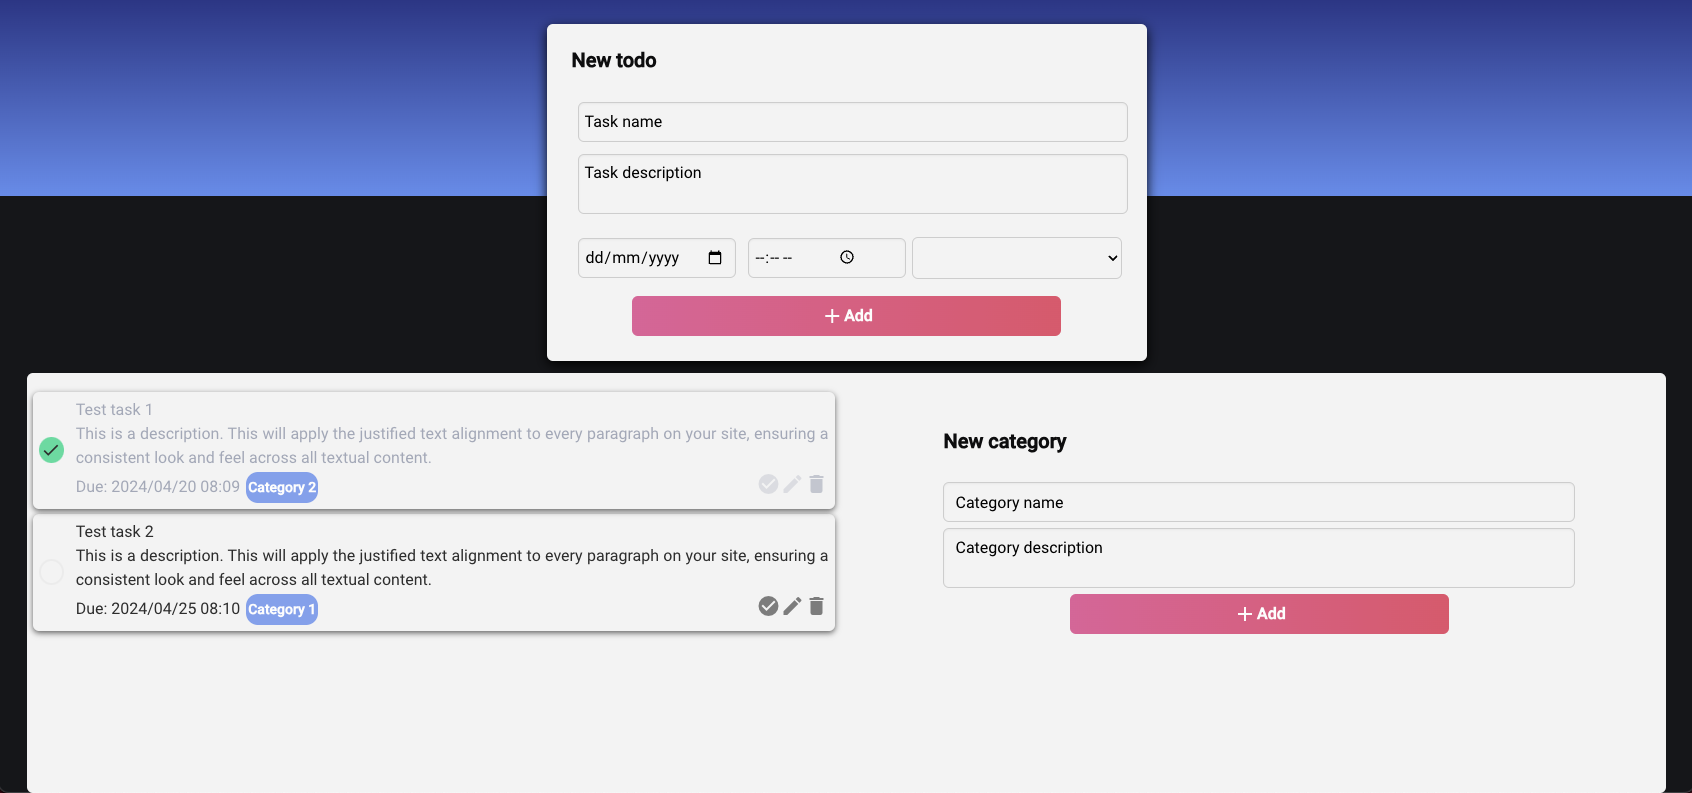 New todo
Task name
Task description
dd/mm/yyyy
--:-- --
+ Add
Test task 1
This is a description. This will apply the justified text alignment to every paragraph on your site, ensuring a
consistent look and feel across all textual content.
Due: 2024/04/20 08:09 Category 2
Test task 2
This is a description. This will apply the justified text alignment to every paragraph on your site, ensuring a
consistent look and feel across all textual content.
Due: 2024/04/25 08:10 Category 1
New category
Category name
Category description
+ Add